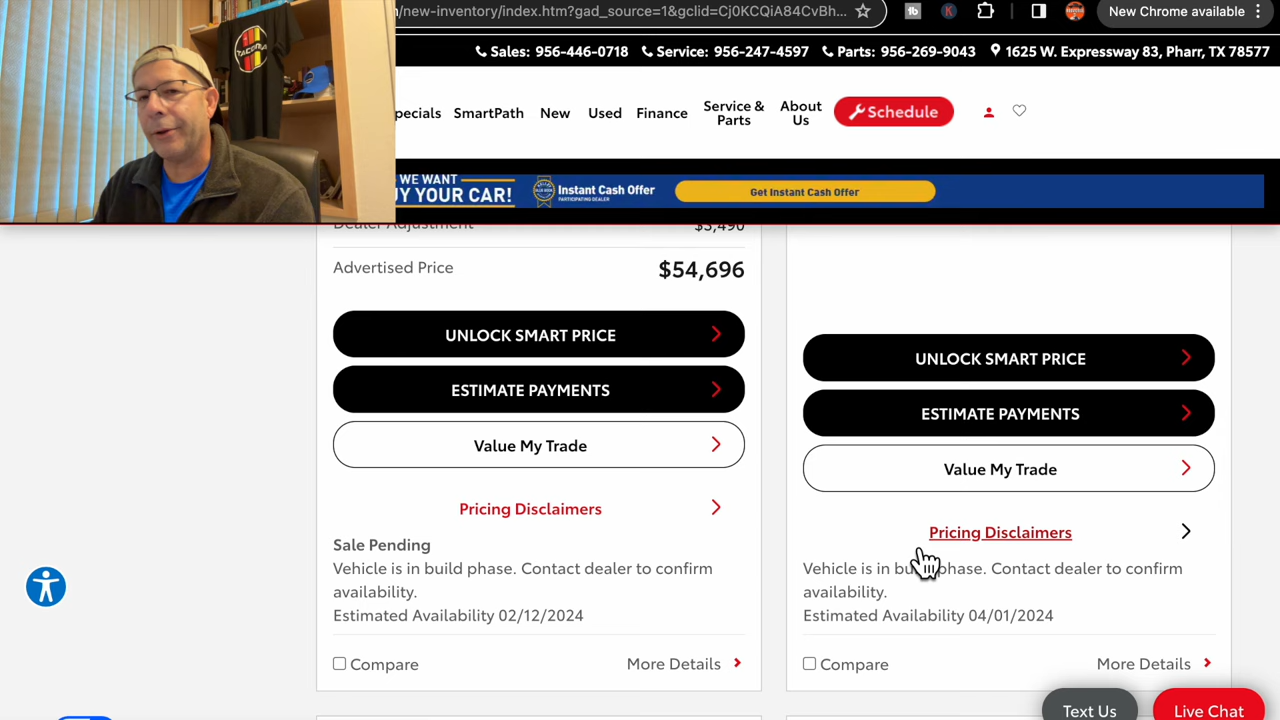 n/new-inventory/index.htm?gad_source=1&gclid=Cj0KCQiA84CvBh...
New Chrome available
Sales: 956-446-0718 Service: 956-247-4597 Parts: 956-269-9043 1625 W. Expressway 83, Pharr, TX 78577
TACOMA
pecials SmartPath New Used Finance Service & Parts About Us Schedule
WE WANT
Y YOUR CAR!
Instant Cash Offer
PARTICIPATING DEALER
Get Instant Cash Offer
Dealer Adjustment $3,490
Advertised Price $54,696
UNLOCK SMART PRICE
ESTIMATE PAYMENTS
Value My Trade
Pricing Disclaimers
Sale Pending
Vehicle is in build phase. Contact dealer to confirm
availability.
Estimated Availability 02/12/2024
Compare More Details
UNLOCK SMART PRICE
ESTIMATE PAYMENTS
Value My Trade
Pricing Disclaimers
Vehicle is in bu phase. Contact dealer to confirm
availability.
Estimated Availability 04/01/2024
Compare More Details
Text Us
Live Chat